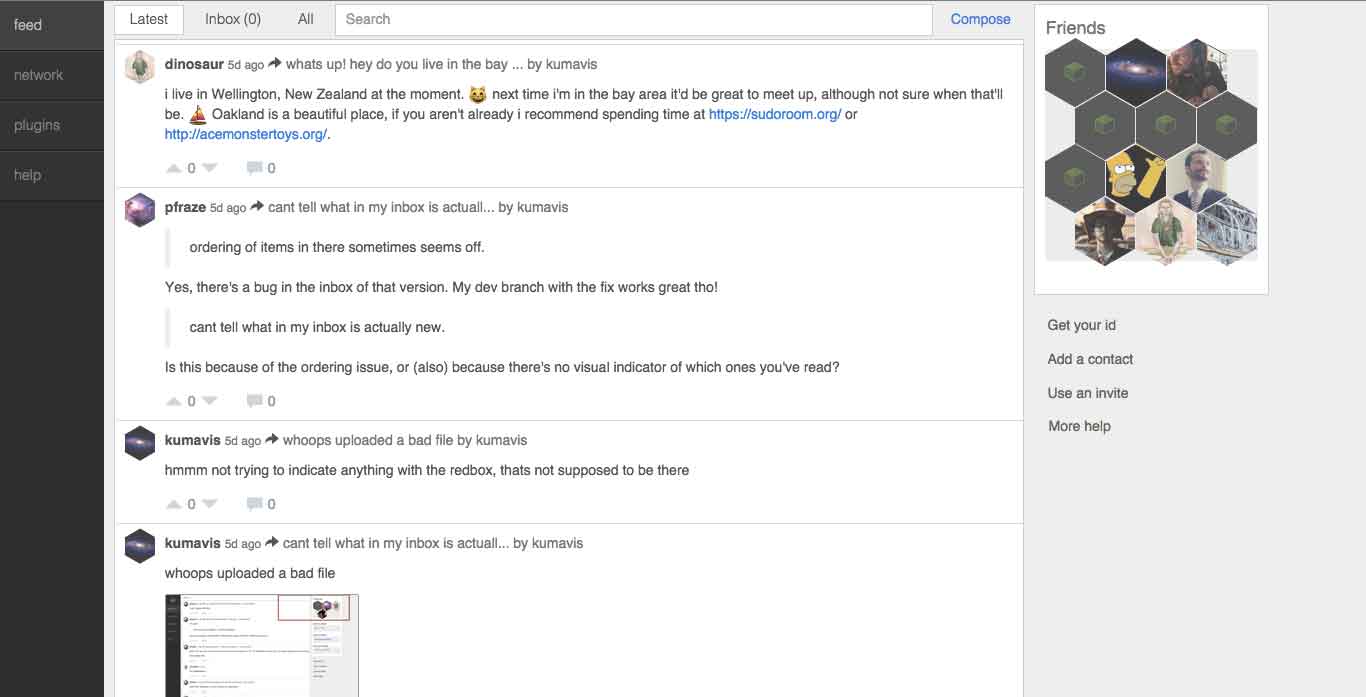 feed
network
plugins
help
Latest Inbox (0) All Search Compose
dinosaur 5d ago whats up! hey do you live in the bay ... by kumavis
i live in Wellington, New Zealand at the moment. 😺 next time i'm in the bay area it'd be great to meet up, although not sure when that'll
be. ⛵ Oakland is a beautiful place, if you aren't already i recommend spending time at https://sudoroom.org/ or
http://acemonstertoys.org/.
0 0
pfraze 5d ago cant tell what in my inbox is actuall... by kumavis
ordering of items in there sometimes seems off.
Yes, there's a bug in the inbox of that version. My dev branch with the fix works great tho!
cant tell what in my inbox is actually new.
Is this because of the ordering issue, or (also) because there's no visual indicator of which ones you've read?
0 0
kumavis 5d ago whoops uploaded a bad file by kumavis
hmmm not trying to indicate anything with the redbox, thats not supposed to be there
0 0
kumavis 5d ago cant tell what in my inbox is actuall... by kumavis
whoops uploaded a bad file
Friends
Get your id
Add a contact
Use an invite
More help